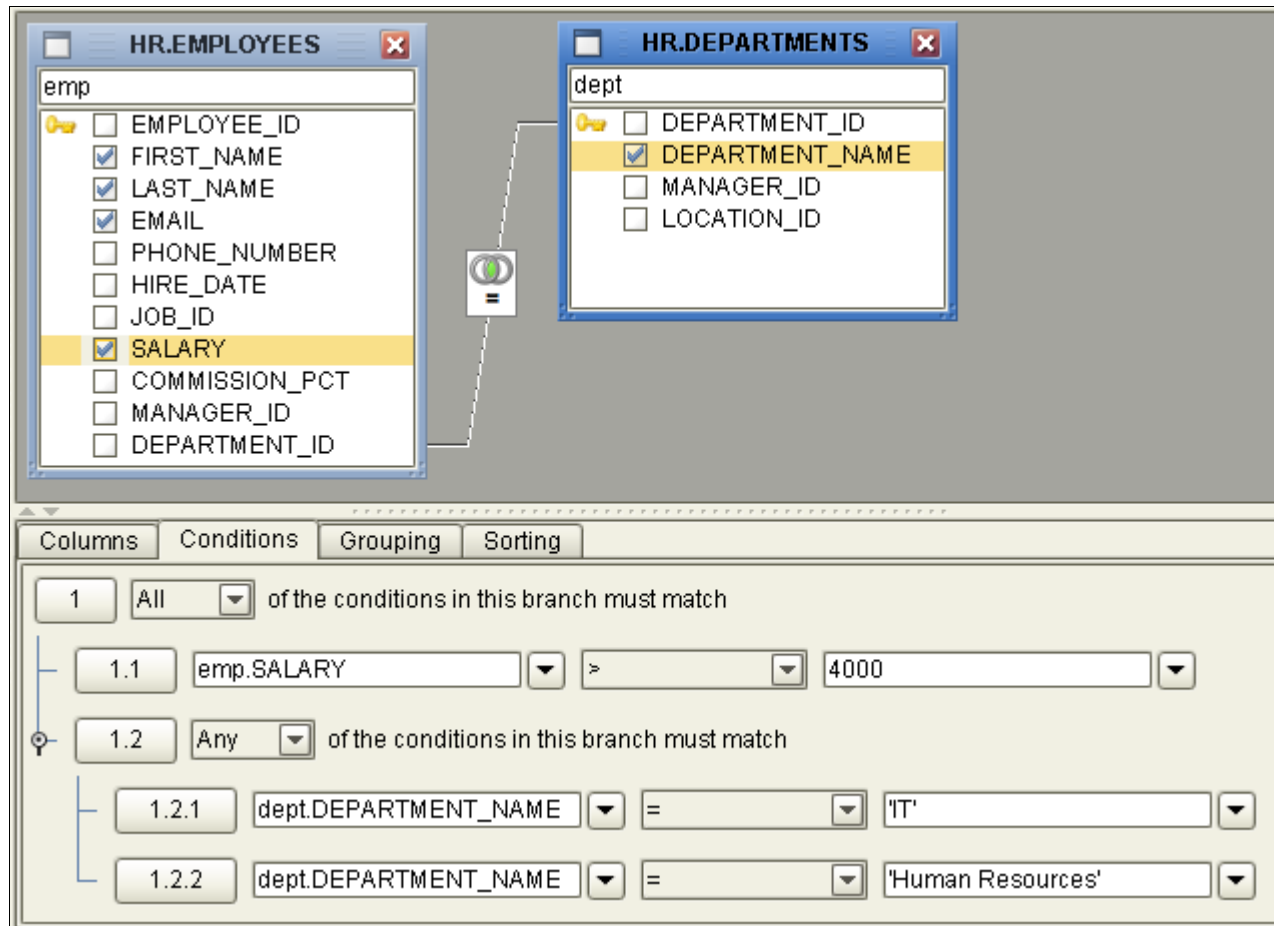 HR.EMPLOYEES
emp
EMPLOYEE_ID
FIRST_NAME
LAST_NAME
EMAIL
PHONE_NUMBER
HIRE_DATE
JOB_ID
SALARY
COMMISSION_PCT
MANAGER_ID
DEPARTMENT_ID
=
HR.DEPARTMENTS
dept
DEPARTMENT_ID
DEPARTMENT_NAME
MANAGER_ID
LOCATION_ID
Columns Conditions Grouping Sorting
1 All of the conditions in this branch must match
1.1 emp.SALARY > 4000
1.2 Any of the conditions in this branch must match
1.2.1 dept.DEPARTMENT_NAME = 'IT'
1.2.2 dept.DEPARTMENT_NAME = 'Human Resources'